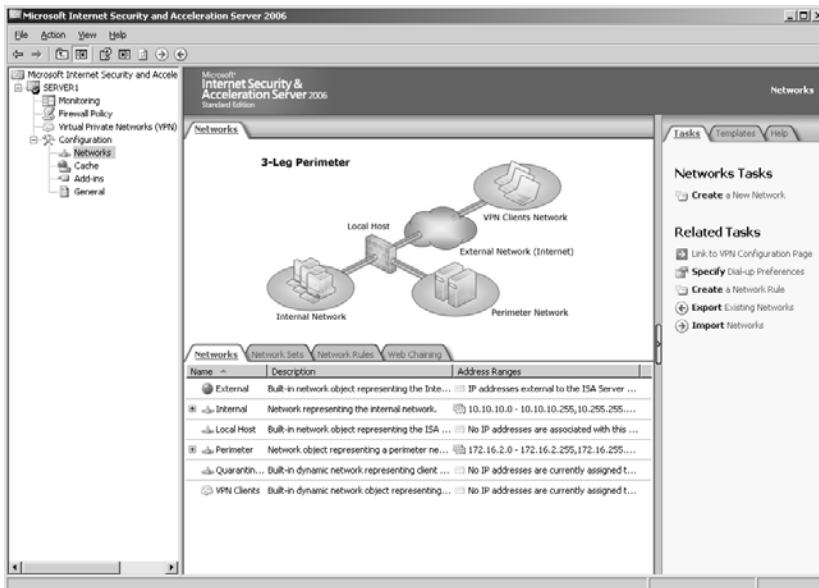 Microsoft Internet Security and Acceleration Server 2006
File Action View Help
Microsoft Internet Security and Accele
SERVER1
Monitoring
Firewall Policy
Virtual Private Networks (VPN)
Configuration
Networks
Cache
Add-ins
General
Microsoft®
Internet Security &
Acceleration Server 2006
Standard Edition
Networks
Networks
3-Leg Perimeter
VPN Clients Network
Local Host
External Network (Internet)
Internal Network
Perimeter Network
Networks Network Sets Network Rules Web Chaining
Name Description Address Ranges
External Built-in network object representing the Inte... IP addresses external to the ISA Server ...
Internal Network representing the internal network. 10.10.10.0 - 10.10.10.255,10.255.255....
Local Host Built-in network object representing the ISA ... No IP addresses are associated with this ...
Perimeter Network object representing a perimeter ne... 172.16.2.0 - 172.16.2.255,172.16.255....
Quarantin... Built-in dynamic network representing client ... No IP addresses are currently assigned t...
VPN Clients Built-in dynamic network object representing... No IP addresses are currently assigned t...
Tasks Templates Help
Networks Tasks
Create a New Network
Related Tasks
Link to VPN Configuration Page
Specify Dial-up Preferences
Create a Network Rule
Export Existing Networks
Import Networks